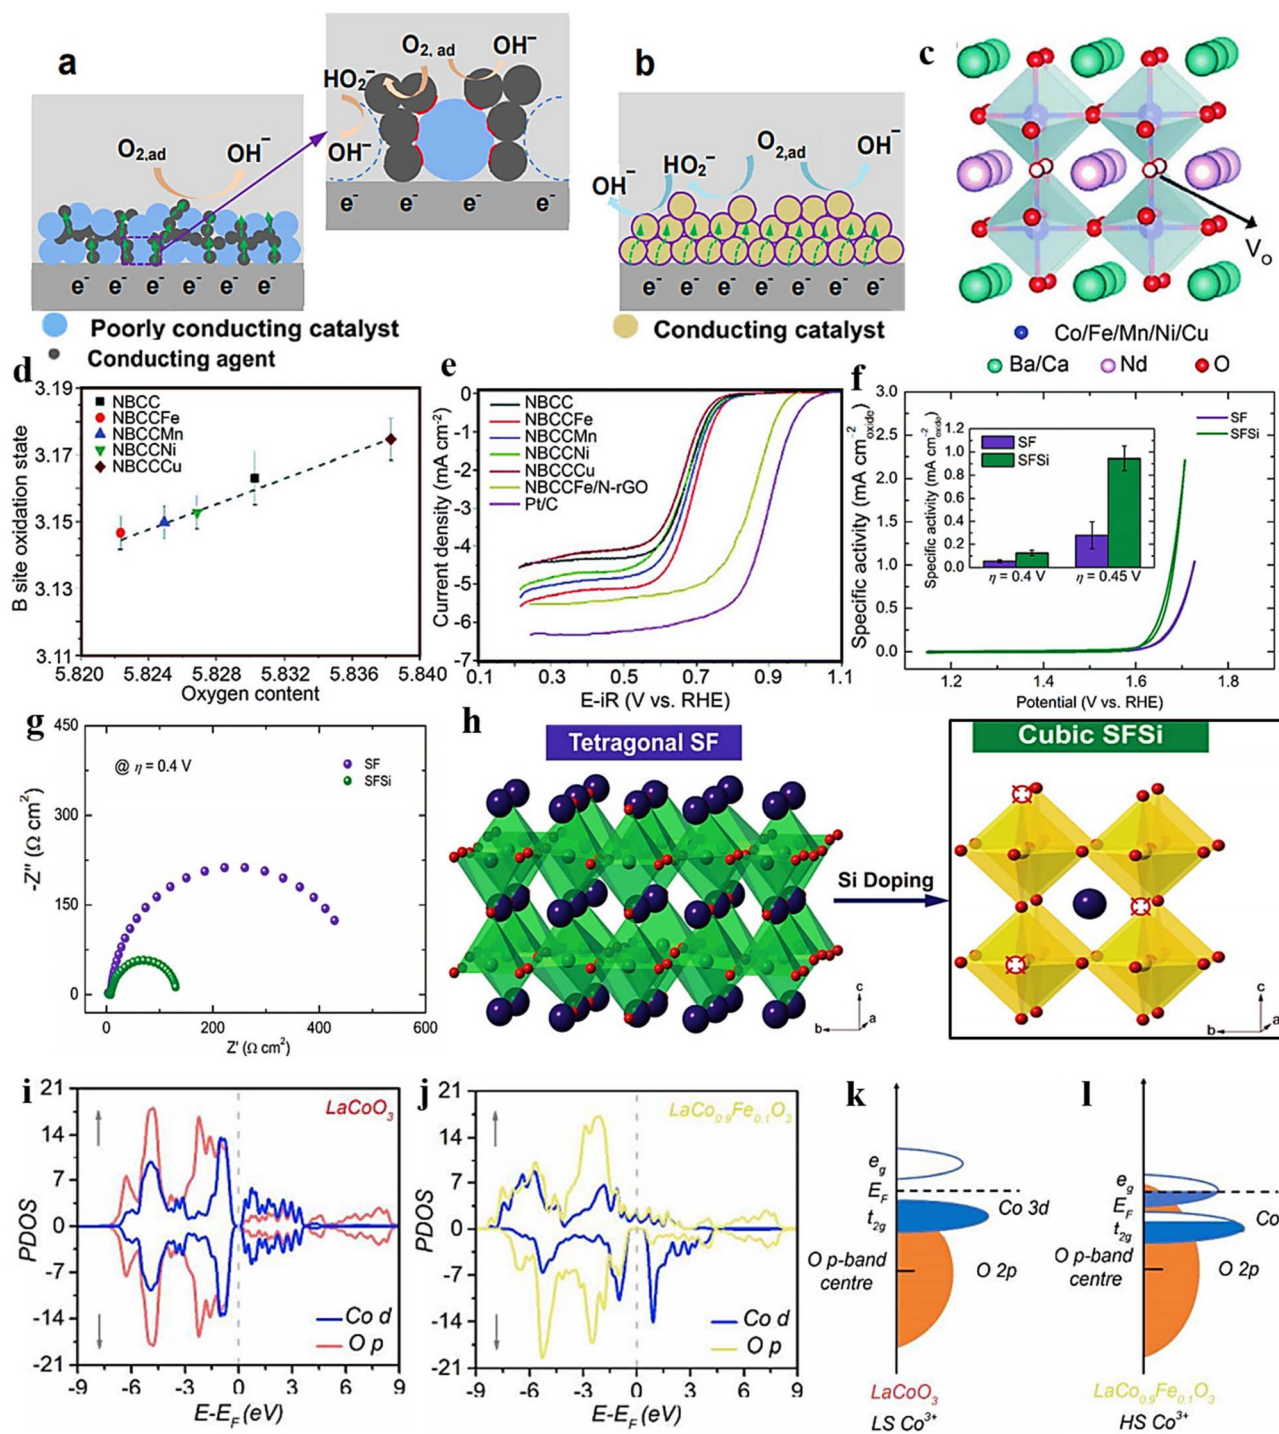 a
O2,ad
OH−
e− e− e− e− e− e−
HO2−
O2, ad
OH−
OH−
e− e− e− e−
Poorly conducting catalyst
Conducting agent
b
OH−
HO2−
O2,ad
OH−
e− e− e− e− e− e− e−
Conducting catalyst
c
VO
Co/Fe/Mn/Ni/Cu
Ba/Ca Nd O
d
3.19
3.17
3.15
3.13
3.11
B site oxidation state
NBCC
NBCCFe
NBCCMn
NBCCNi
NBCCCu
5.820 5.824 5.828 5.832 5.836 5.840
Oxygen content
e
0
-1
-2
-3
-4
-5
-6
-7
Current density (mA cm-2)
NBCC
NBCCFe
NBCCMn
NBCCNi
NBCCCu
NBCCFe/N-rGO
Pt/C
0.1 0.3 0.5 0.7 0.9 1.1
E-iR (V vs. RHE)
f
3.0
2.5
2.0
1.5
1.0
0.5
0.0
Specific activity (mA cm-2 oxide)
SF
SFSi
1.2
1.0
0.8
0.6
0.4
0.2
0.0
Specific activity (mA cm-2 oxide)
SF
SFSi
η = 0.4 V η = 0.45 V
1.2 1.4 1.6 1.8
Potential (V vs. RHE)
g
450
300
150
0
-Z'' (Ω cm2)
@ η = 0.4 V
SF
SFSi
0 200 400 600
Z' (Ω cm2)
h
Tetragonal SF
Si Doping
Cubic SFSi
c
b
a
c
b
a
i
21
14
7
0
-7
-14
-21
PDOS
LaCoO3
Co d
O p
-9 -6 -3 0 3 6 9
E-EF (eV)
j
21
14
7
0
-7
-14
-21
PDOS
LaCo0.9Fe0.1O3
Co d
O p
-9 -6 -3 0 3 6 9
E-EF (eV)
k
eg
EF
t2g
Co 3d
O p-band
centre
O 2p
LaCoO3
LS Co3+
l
eg
EF
t2g
Co
O p-band
centre
O 2p
LaCo0.9Fe0.1O3
HS Co3+